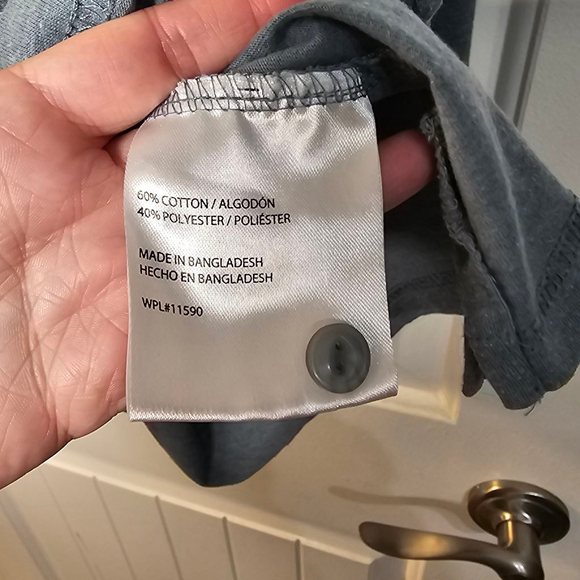 60% COTTON / ALGODÓN
40% POLYESTER / POLIÉSTER
MADE IN BANGLADESH
HECHO EN BANGLADESH
WPL#11590